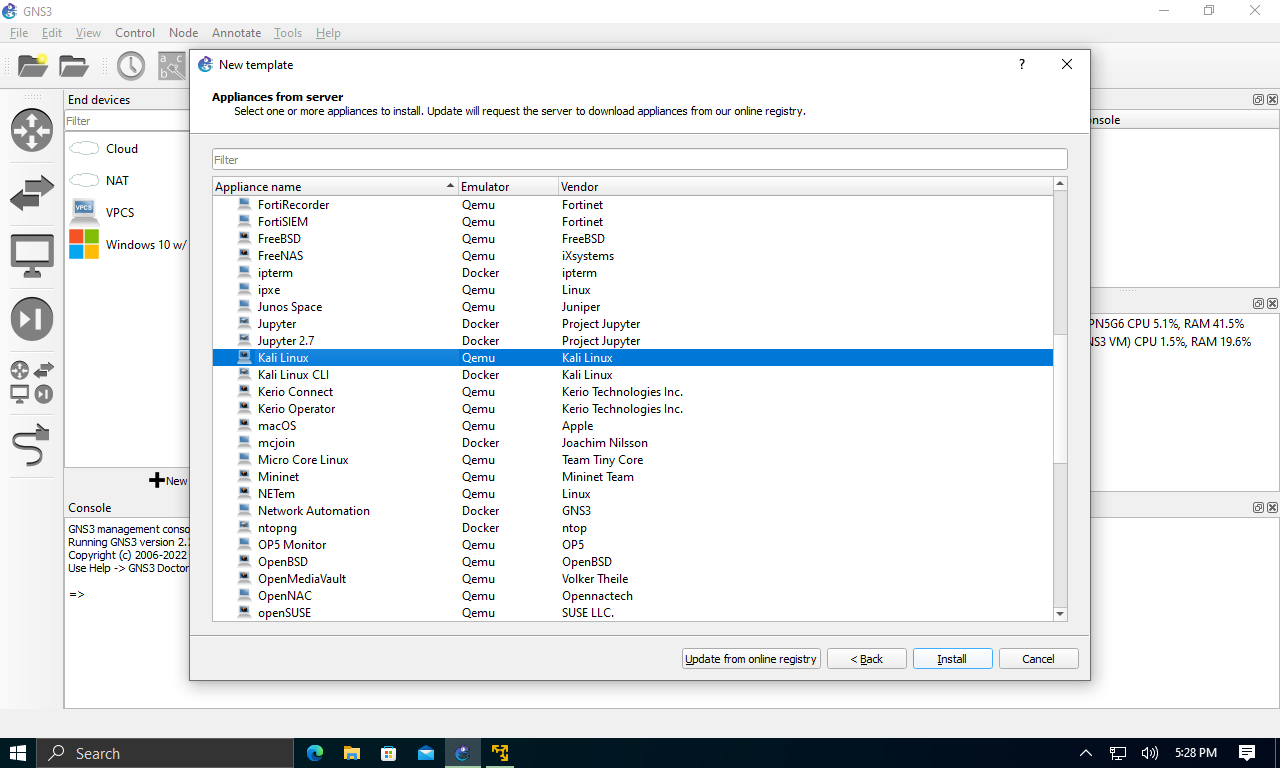 GNS3
File Edit View Control Node Annotate Tools Help
New template
Appliances from server
Select one or more appliances to install. Update will request the server to download appliances from our online registry.
End devices
Filter
Cloud
NAT
VPCS
VPCS
Windows 10 w/
New
Filter
Appliance name Emulator Vendor
FortiRecorder Qemu Fortinet
FortiSIEM Qemu Fortinet
FreeBSD Qemu FreeBSD
FreeNAS Qemu iXsystems
ipterm Docker ipterm
ipxe Qemu Linux
Junos Space Qemu Juniper
Jupyter Docker Project Jupyter
Jupyter 2.7 Docker Project Jupyter
Kali Linux Qemu Kali Linux
Kali Linux CLI Docker Kali Linux
Kerio Connect Qemu Kerio Technologies Inc.
Kerio Operator Qemu Kerio Technologies Inc.
macOS Qemu Apple
mcjoin Docker Joachim Nilsson
Micro Core Linux Qemu Team Tiny Core
Mininet Qemu Mininet Team
NETem Qemu Linux
Network Automation Docker GNS3
ntopng Docker ntop
OP5 Monitor Qemu OP5
OpenBSD Qemu OpenBSD
OpenMediaVault Qemu Volker Theile
OpenNAC Qemu Opennactech
openSUSE Qemu SUSE LLC.
Update from online registry < Back Install Cancel
onsole
PN5G6 CPU 5.1%, RAM 41.5%
NS3 VM) CPU 1.5%, RAM 19.6%
Console
GNS3 management conso
Running GNS3 version 2.
Copyright (c) 2006-2022
Use Help -> GNS3 Doctor
=>
Search
5:28 PM